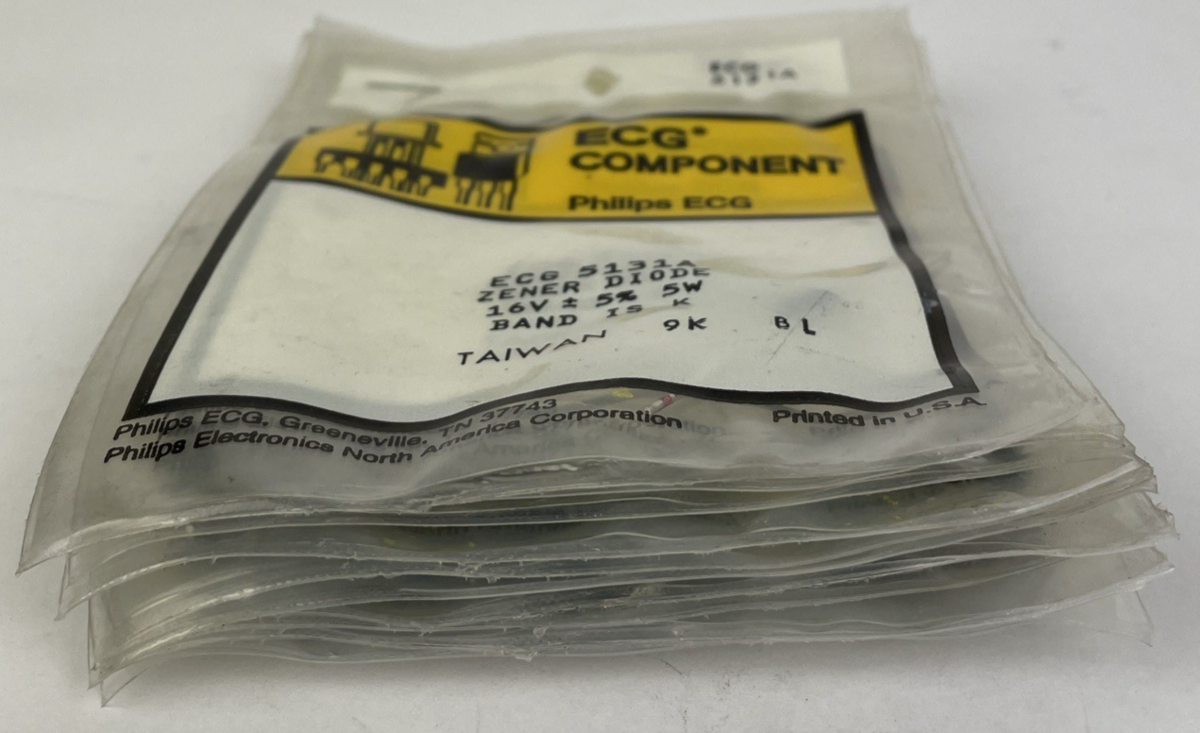 ECG
5131A
ECG®
COMPONENT
Philips ECG
ECG 5131A
ZENER DIODE
16V ± 5% 5W
BAND IS K
TAIWAN 9K BL
Philips ECG, Greeneville, TN 37743
Philips Electronics North America Corporation
Printed in U.S.A.